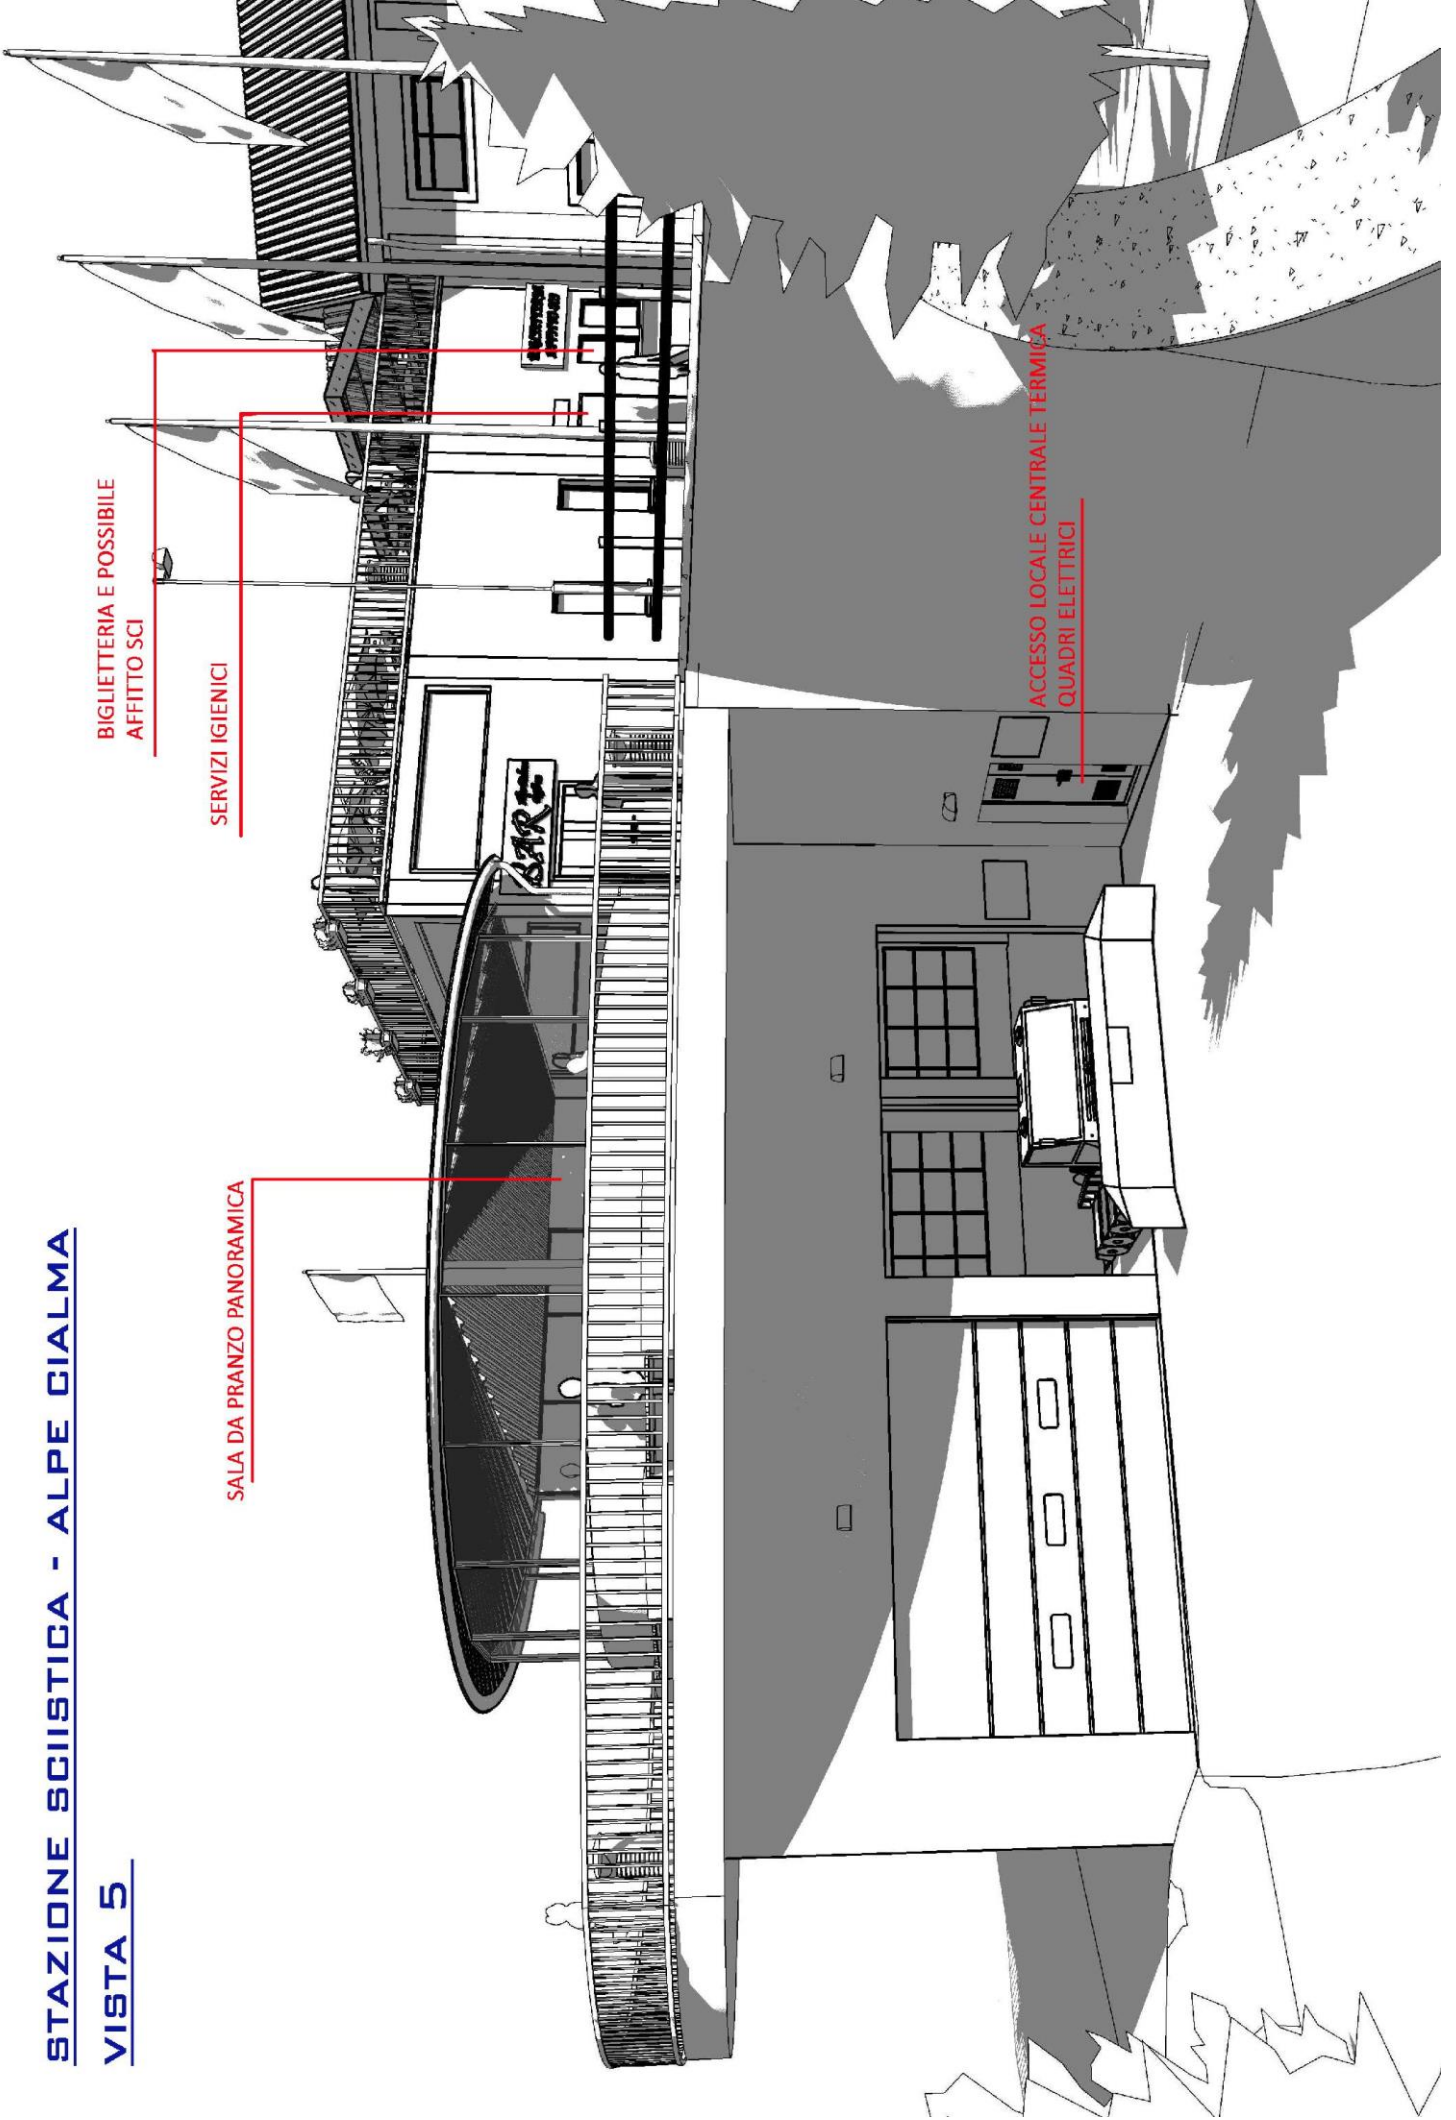 STAZIONE SCIISTICA - ALPE CIALMA
VISTA 5
SALA DA PRANZO PANORAMICA
SERVIZI IGIENICI
BIGLIETTERIA E POSSIBILE
AFFITTO SCI
BAR
ACCESSO LOCALE CENTRALE TERMICA
QUADRI ELETTRICI